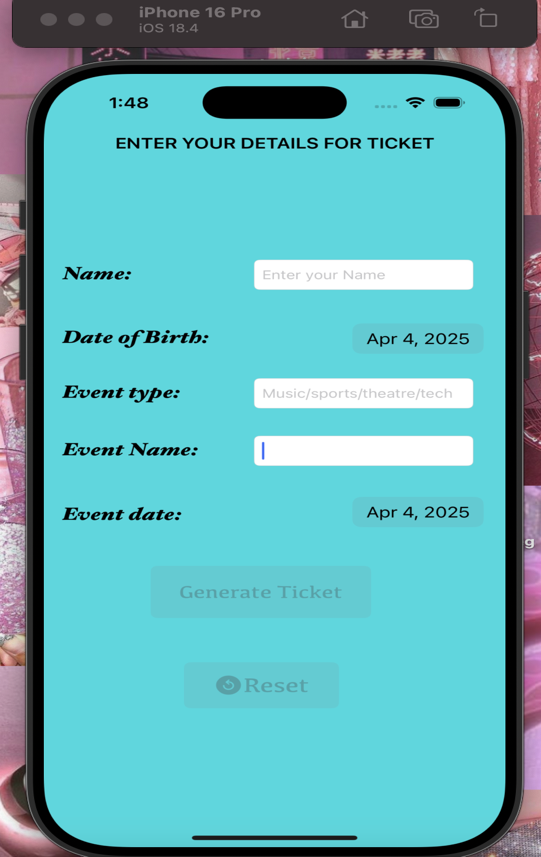 iPhone 16 Pro
iOS 18.4
1:48
ENTER YOUR DETAILS FOR TICKET
Name: Enter your Name
Date of Birth: Apr 4, 2025
Event type: Music/sports/theatre/tech
Event Name:
Event date: Apr 4, 2025
g
Generate Ticket
Reset